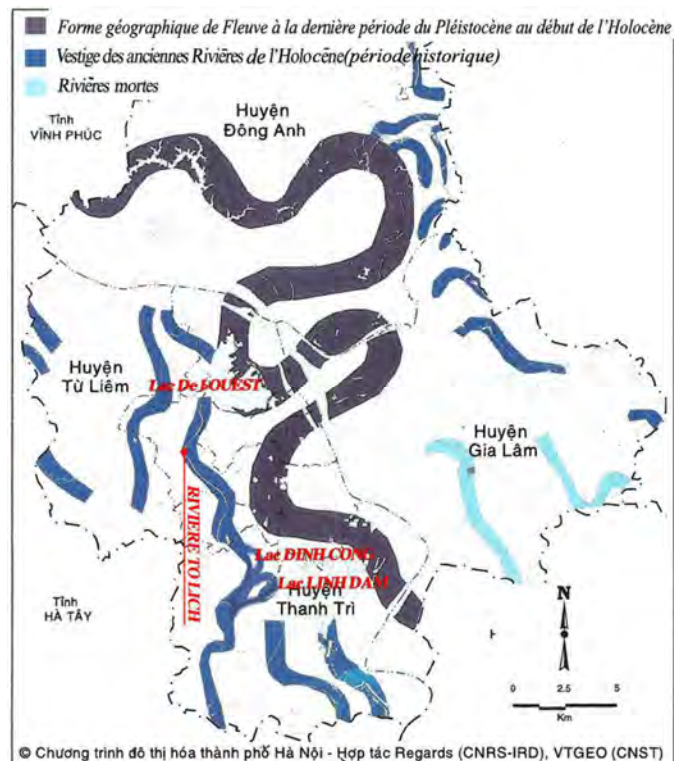 Forme géographique de Fleuve à la dernière période du Pléistocène au début de l'Holocène
Vestige des anciennes Rivières de l'Holocène(période historique)
Rivières mortes
Tỉnh
VĨNH PHÚC
Huyện
Đông Anh
Huyện
Từ Liêm
Lac De L'OUEST
Huyện
Gia Lâm
RIVIERE TO LICH
Lac DINH CONG
Lac LINH DAM
Huyện
Thanh Trì
Tỉnh
HÀ TÂY
N
0 2.5 5
Km
© Chương trình đô thị hóa thành phố Hà Nội - Hợp tác Regards (CNRS-IRD), VTGEO (CNST)